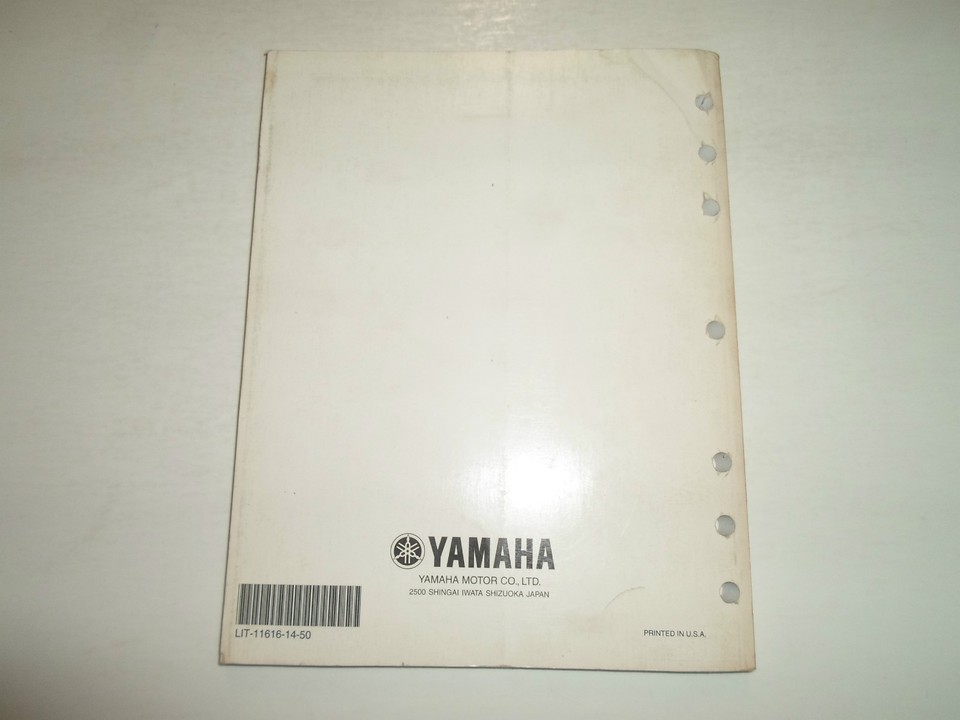 YAMAHA
YAMAHA MOTOR CO., LTD.
2500 SHINGAI IWATA SHIZUOKA JAPAN
LIT-11616-14-50
PRINTED IN U.S.A.